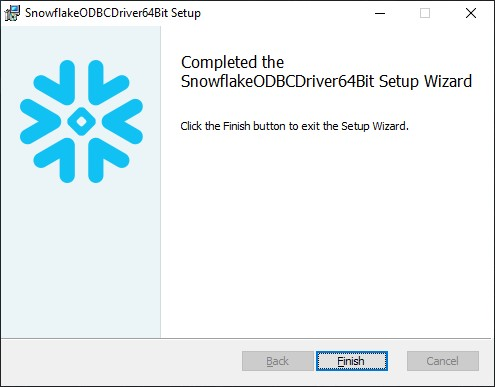 SnowflakeODBCDriver64Bit Setup
Completed the
SnowflakeODBCDriver64Bit Setup Wizard
Click the Finish button to exit the Setup Wizard.
Back
Finish
Cancel